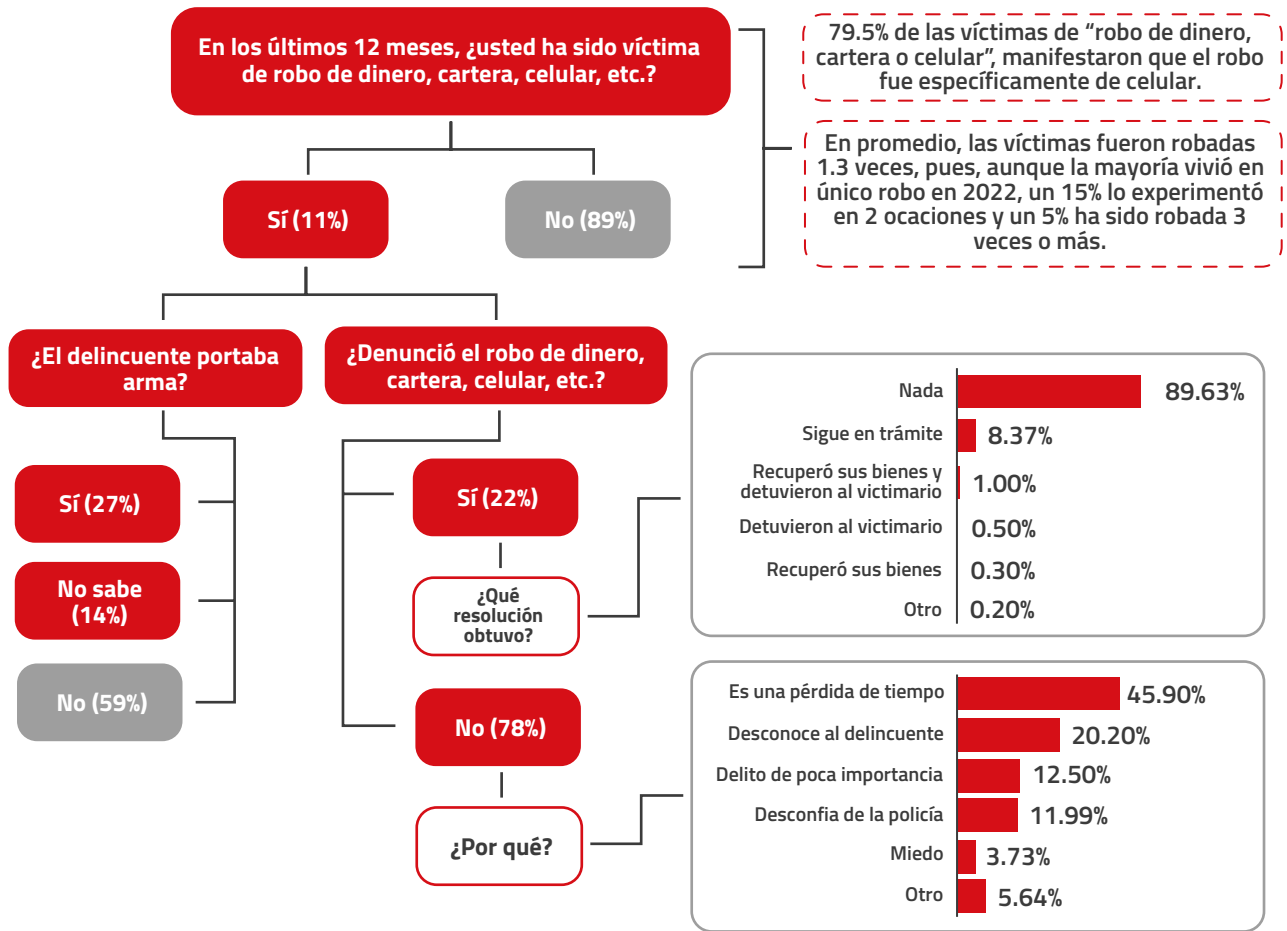 En los últimos 12 meses, ¿usted ha sido víctima
de robo de dinero, cartera, celular, etc.?
79.5% de las víctimas de “robo de dinero,
cartera o celular”, manifestaron que el robo
fue específicamente de celular.
En promedio, las víctimas fueron robadas
1.3 veces, pues, aunque la mayoría vivió en
único robo en 2022, un 15% lo experimentó
en 2 ocaciones y un 5% ha sido robada 3
veces o más.
Sí (11%)
No (89%)
¿El delincuente portaba
arma?
Sí (27%)
No sabe
(14%)
No (59%)
¿Denunció el robo de dinero,
cartera, celular, etc.?
Sí (22%)
¿Qué
resolución
obtuvo?
Nada 89.63%
Sigue en trámite 8.37%
Recuperó sus bienes y
detuvieron al victimario 1.00%
Detuvieron al victimario 0.50%
Recuperó sus bienes 0.30%
Otro 0.20%
No (78%)
¿Por qué?
Es una pérdida de tiempo 45.90%
Desconoce al delincuente 20.20%
Delito de poca importancia 12.50%
Desconfia de la policía 11.99%
Miedo 3.73%
Otro 5.64%